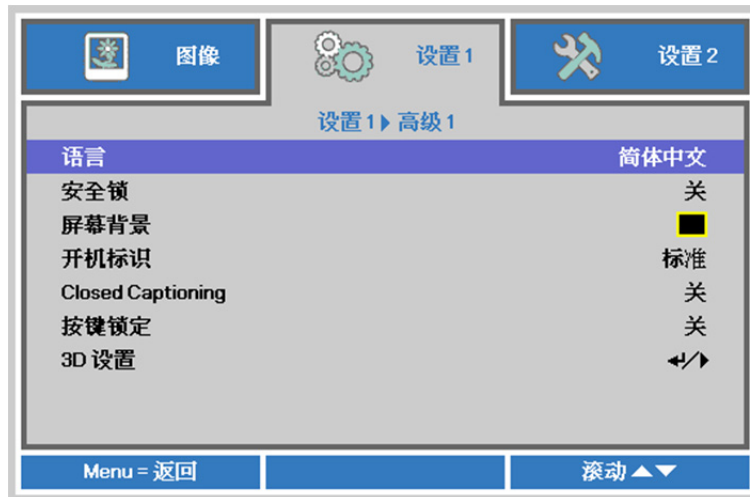 图像 设置1 设置2
设置1 高级1
语言 简体中文
安全锁 关
屏幕背景
开机标识 标准
Closed Captioning 关
按键锁定 关
3D 设置 ↵/▶
Menu = 返回 滚动▲▼